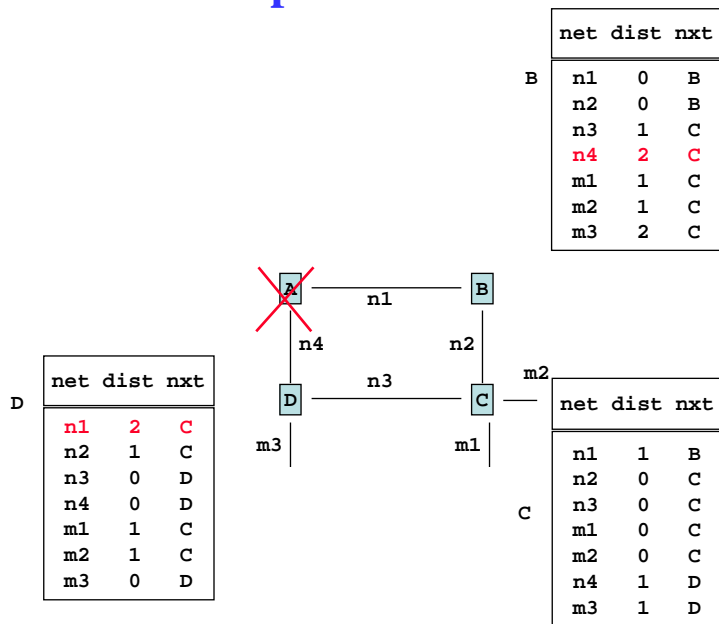 net dist nxt
B
n1 0 B
n2 0 B
n3 1 C
n4 2 C
m1 1 C
m2 1 C
m3 2 C
A
B
n1
n4
n2
n3
m2
D
C
m3
m1
D
net dist nxt
n1 2 C
n2 1 C
n3 0 D
n4 0 D
m1 1 C
m2 1 C
m3 0 D
C
net dist nxt
n1 1 B
n2 0 C
n3 0 C
m1 0 C
m2 0 C
n4 1 D
m3 1 D